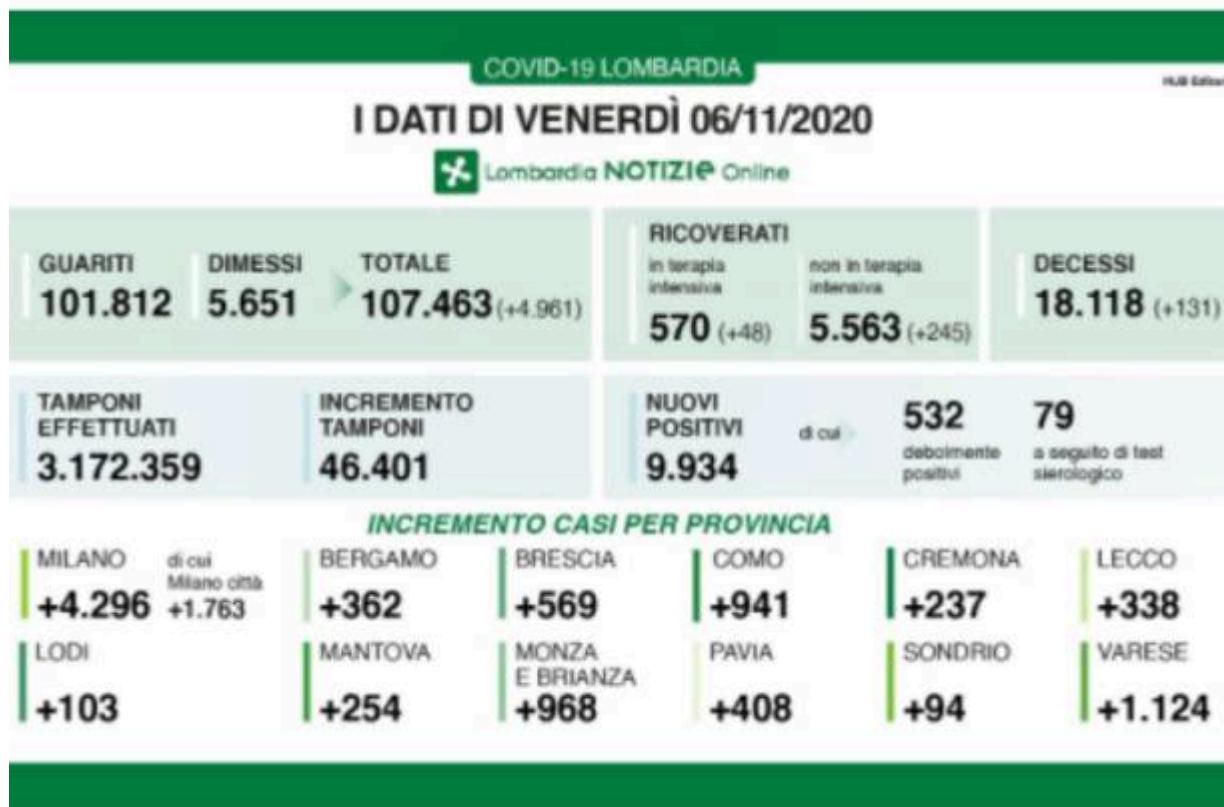 COVID-19 LOMBARDIA
HUB
I DATI DI VENERDÌ 06/11/2020
Lombardia NOTIZIE Online
GUARITI
101.812
DIMESSI
5.651
TOTALE
107.463 (+4.961)
RICOVERATI
in terapia
intensiva
570 (+48)
non in terapia
intensiva
5.563 (+245)
DECESSI
18.118 (+131)
TAMPONI
EFFETTUATI
3.172.359
INCREMENTO
TAMPONI
46.401
NUOVI
POSITIVI
9.934
di cui
532
debolmente
positivi
79
a seguito di test
sierologico
INCREMENTO CASI PER PROVINCIA
MILANO
+4.296
di cui
Milano città
+1.763
BERGAMO
+362
BRESCIA
+569
COMO
+941
CREMONA
+237
LECCO
+338
LODI
+103
MANTOVA
+254
MONZA
E BRIANZA
+968
PAVIA
+408
SONDRIO
+94
VARESE
+1.124